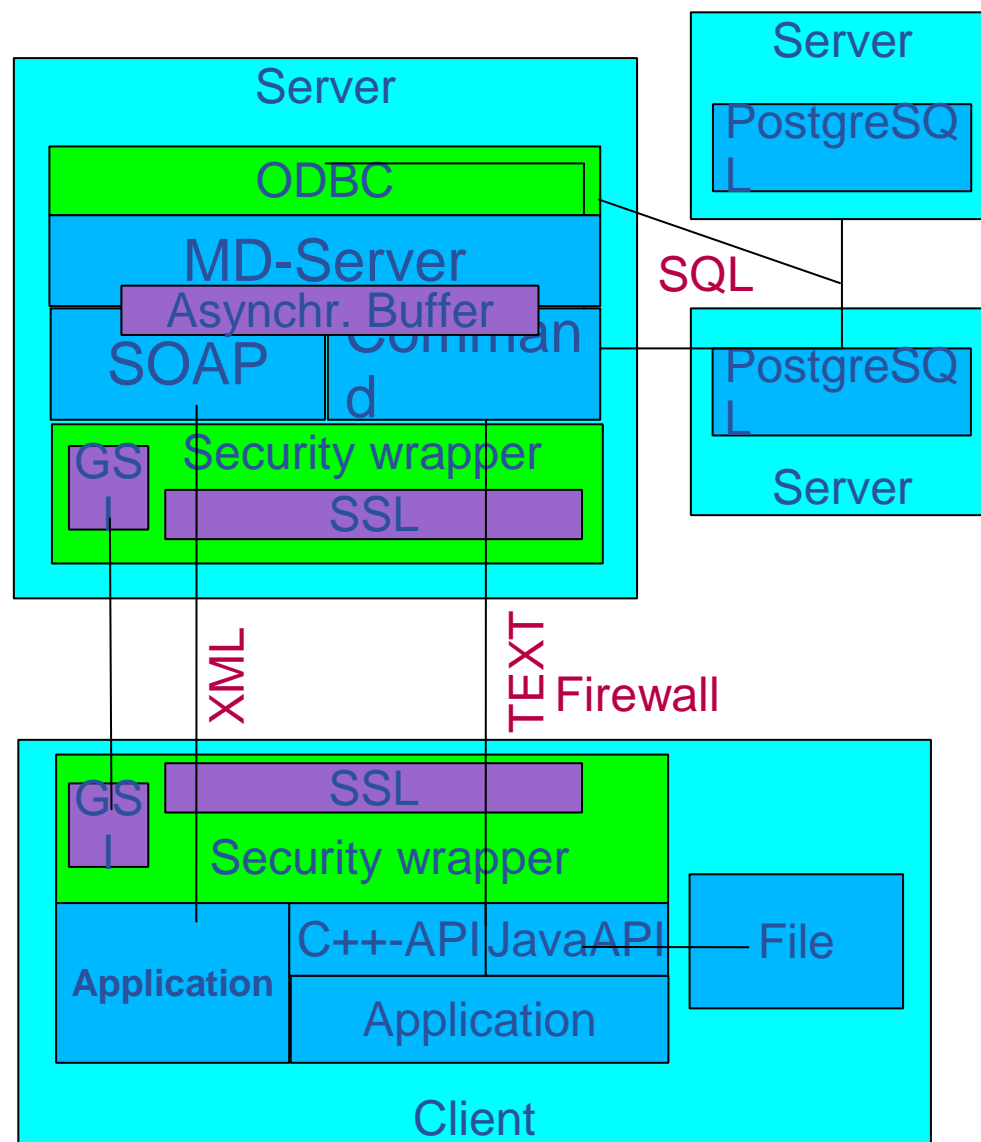 Server
ODBC
MD-Server
Asynchr. Buffer
SOAP
Comman
d
Security wrapper
GS
I
SSL
Server
PostgreSQ
L
SQL
PostgreSQ
L
Server
XML
TEXT
Firewall
GS
I
SSL
Security wrapper
Application
C++-API
JavaAPI
Application
File
Client